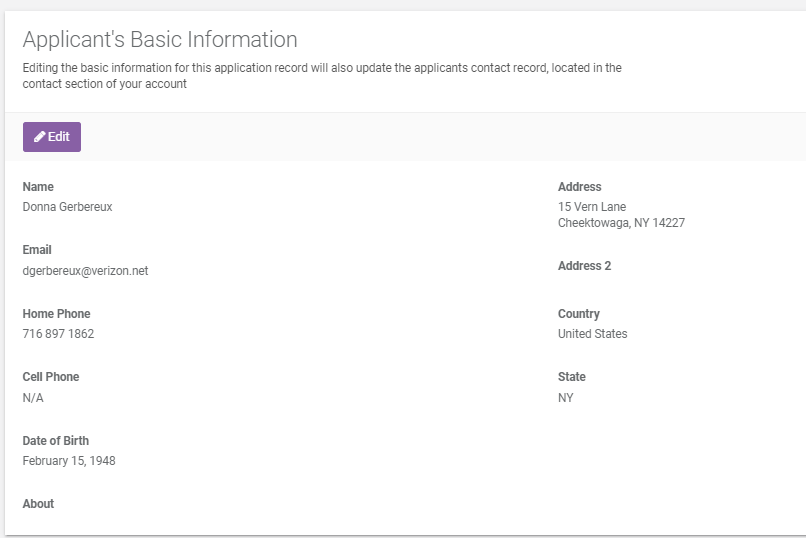 Applicant's Basic Information
Editing the basic information for this application record will also update the applicants contact record, located in the
contact section of your account
Edit
Name
Donna Gerbereux
Email
dgerbereux@verizon.net
Home Phone
716 897 1862
Cell Phone
N/A
Date of Birth
February 15, 1948
About
Address
15 Vern Lane
Cheektowaga, NY 14227
Address 2
Country
United States
State
NY